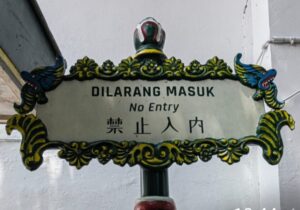 DILARANG MASUK
No Entry
禁止入内